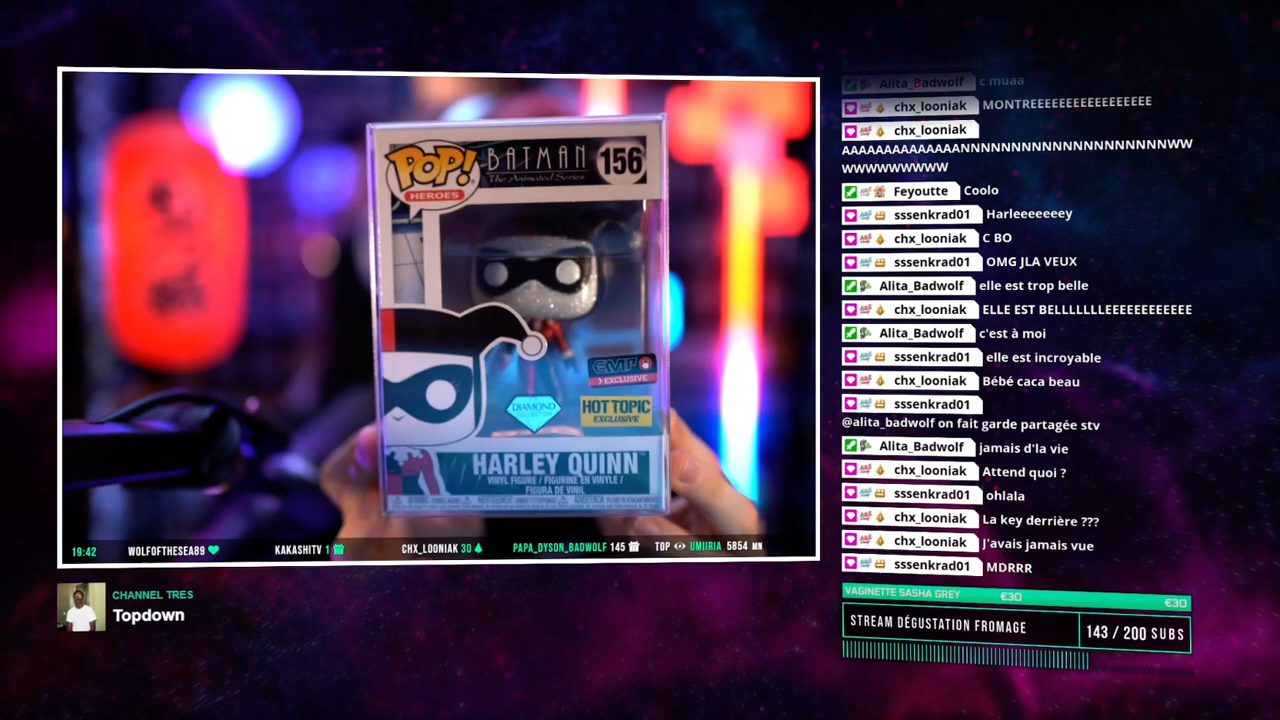 POP!
HEROES
BATMAN
The Animated Series
156
EMP
EXCLUSIVE
DIAMOND
COLLECTION
HOT TOPIC
EXCLUSIVE
HARLEY QUINN
VINYL FIGURE / FIGURINE EN VINYLE /
FIGURA DE VINIL
19:42
WOLFOFTHESEA89
KAKASHITV 1
CHX_LOONIAK 30
PAPA_DYSON_BADWOLF 145
TOP UMIIRIA 5854 MN
CHANNEL TRES
Topdown
Alita_Badwolf c muaa
chx_looniak MONTREEEEEEEEEEEEEEEEE
chx_looniak
AAAAAAAAAAAAAANNNNNNNNNNNNNNNNNNNNWW
WWWWWWWWW
Feyoutte Coolo
sssenkrad01 Harleeeeeeey
chx_looniak C BO
sssenkrad01 OMG JLA VEUX
Alita_Badwolf elle est trop belle
chx_looniak ELLE EST BELLLLLLLEEEEEEEEEEEE
Alita_Badwolf c'est à moi
sssenkrad01 elle est incroyable
chx_looniak Bébé caca beau
sssenkrad01
@alita_badwolf on fait garde partagée stv
Alita_Badwolf jamais d'la vie
chx_looniak Attend quoi ?
sssenkrad01 ohlala
chx_looniak La key derrière ???
chx_looniak J'avais jamais vue
sssenkrad01 MDRRR
VAGINETTE SASHA GREY €30 €30
STREAM DÉGUSTATION FROMAGE
143 / 200 SUBS